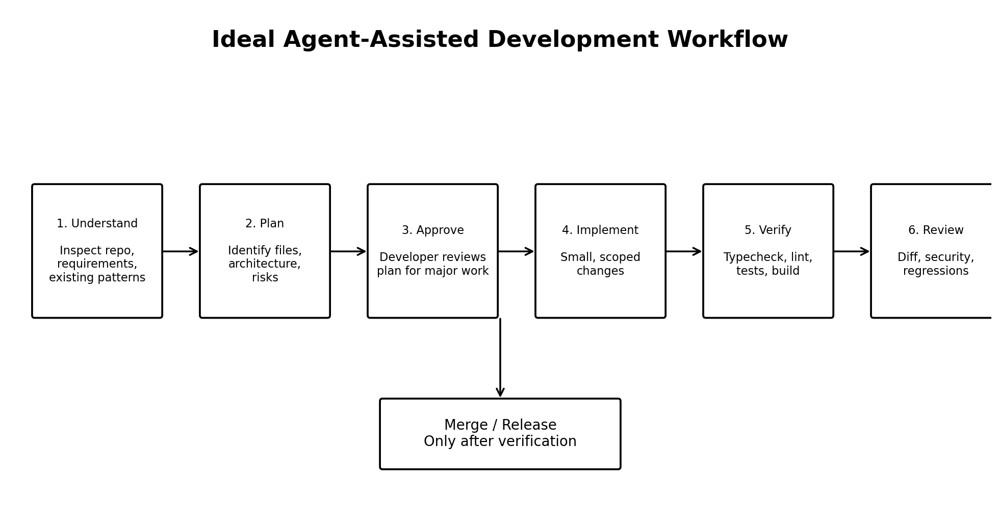 Ideal Agent-Assisted Development Workflow
1. Understand
Inspect repo,
requirements,
existing patterns
2. Plan
Identify files,
architecture,
risks
3. Approve
Developer reviews
plan for major work
4. Implement
Small, scoped
changes
5. Verify
Typecheck, lint,
tests, build
6. Review
Diff, security,
regressions
Merge / Release
Only after verification